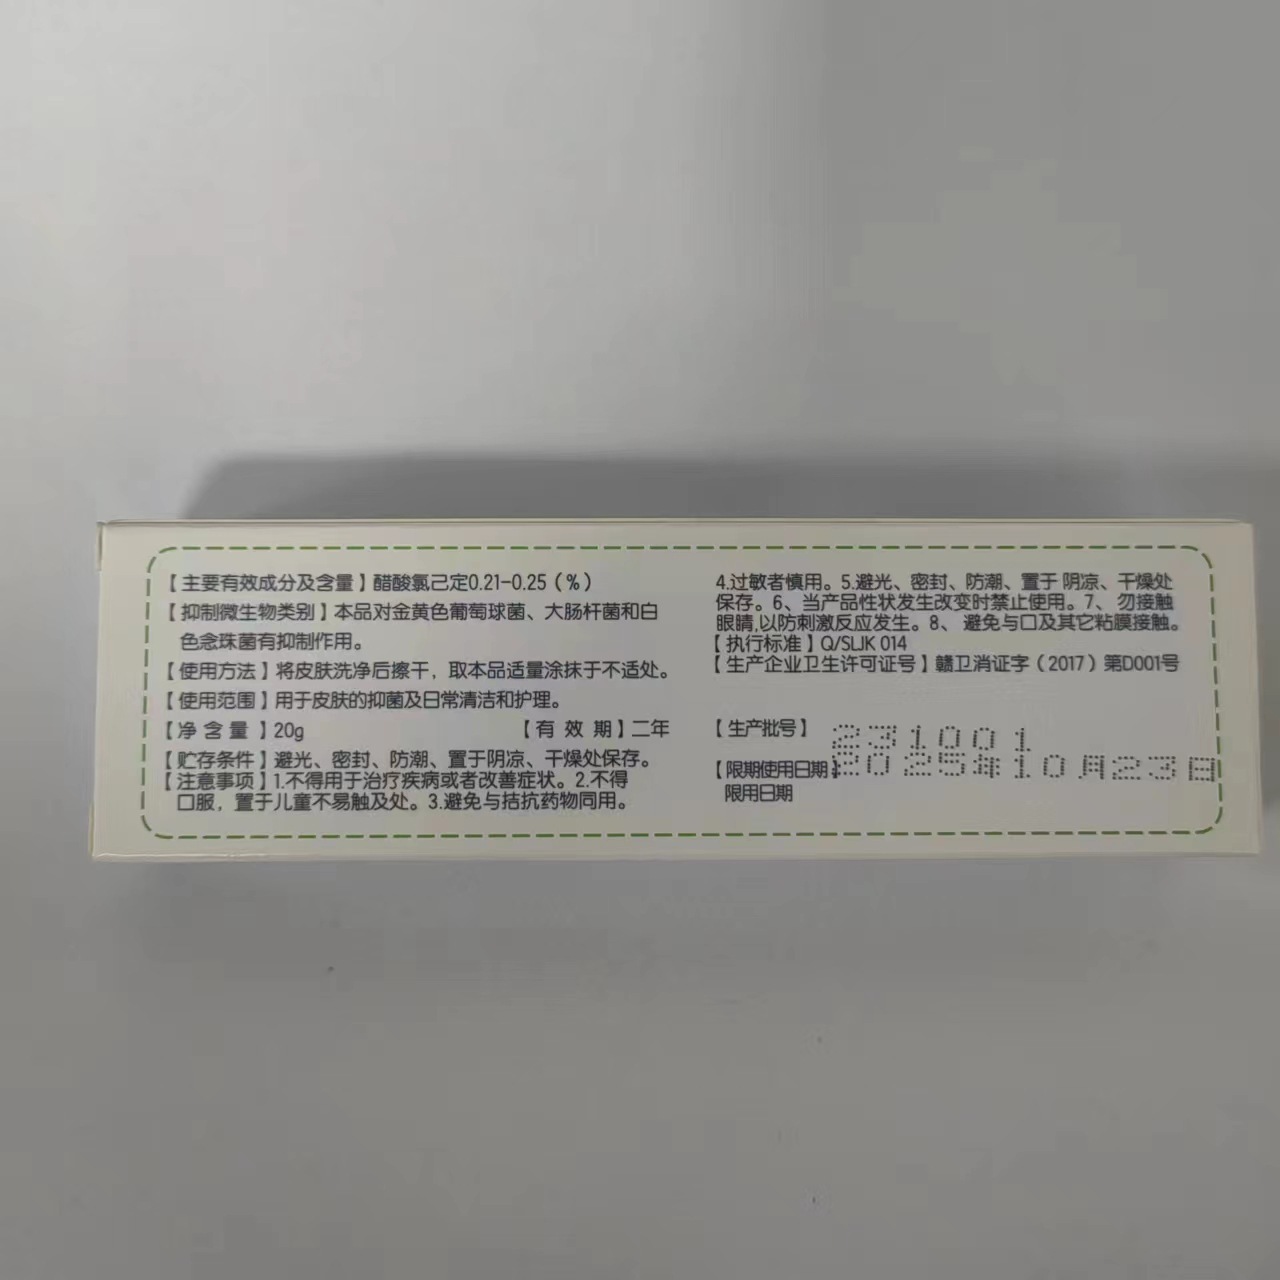 【主要有效成分及含量】醋酸氯己定0.21-0.25（%）
【抑制微生物类别】本品对金黄色葡萄球菌、大肠杆菌和白
色念珠菌有抑制作用。
【使用方法】将皮肤洗净后擦干，取本品适量涂抹于不适处。
【使用范围】用于皮肤的抑菌及日常清洁和护理。
【净含量】20g 【有效期】二年
【贮存条件】避光、密封、防潮、置于阴凉、干燥处保存。
【注意事项】1.不得用于治疗疾病或者改善症状。2.不得
口服，置于儿童不易触及处。3.避免与拮抗药物同用。
4.过敏者慎用。5.避光、密封、防潮、置于 阴凉、干燥处
保存。6、当产品性状发生改变时禁止使用。7、 勿接触
眼睛,以防刺激反应发生。8、 避免与口及其它粘膜接触。
【执行标准】Q/SLJK 014
【生产企业卫生许可证号】赣卫消证字（2017）第D001号
【生产批号】 231001
【限期使用日期】2025年10月23日
限用日期